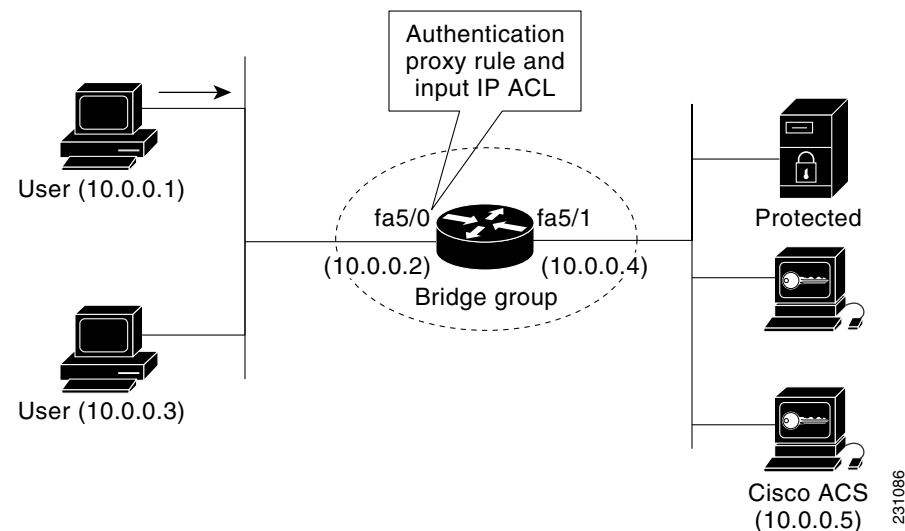 Authentication
proxy rule and
input IP ACL
User (10.0.0.1)
fa5/0
fa5/1
Protected
(10.0.0.2)
(10.0.0.4)
Bridge group
User (10.0.0.3)
Cisco ACS
(10.0.0.5)
231086